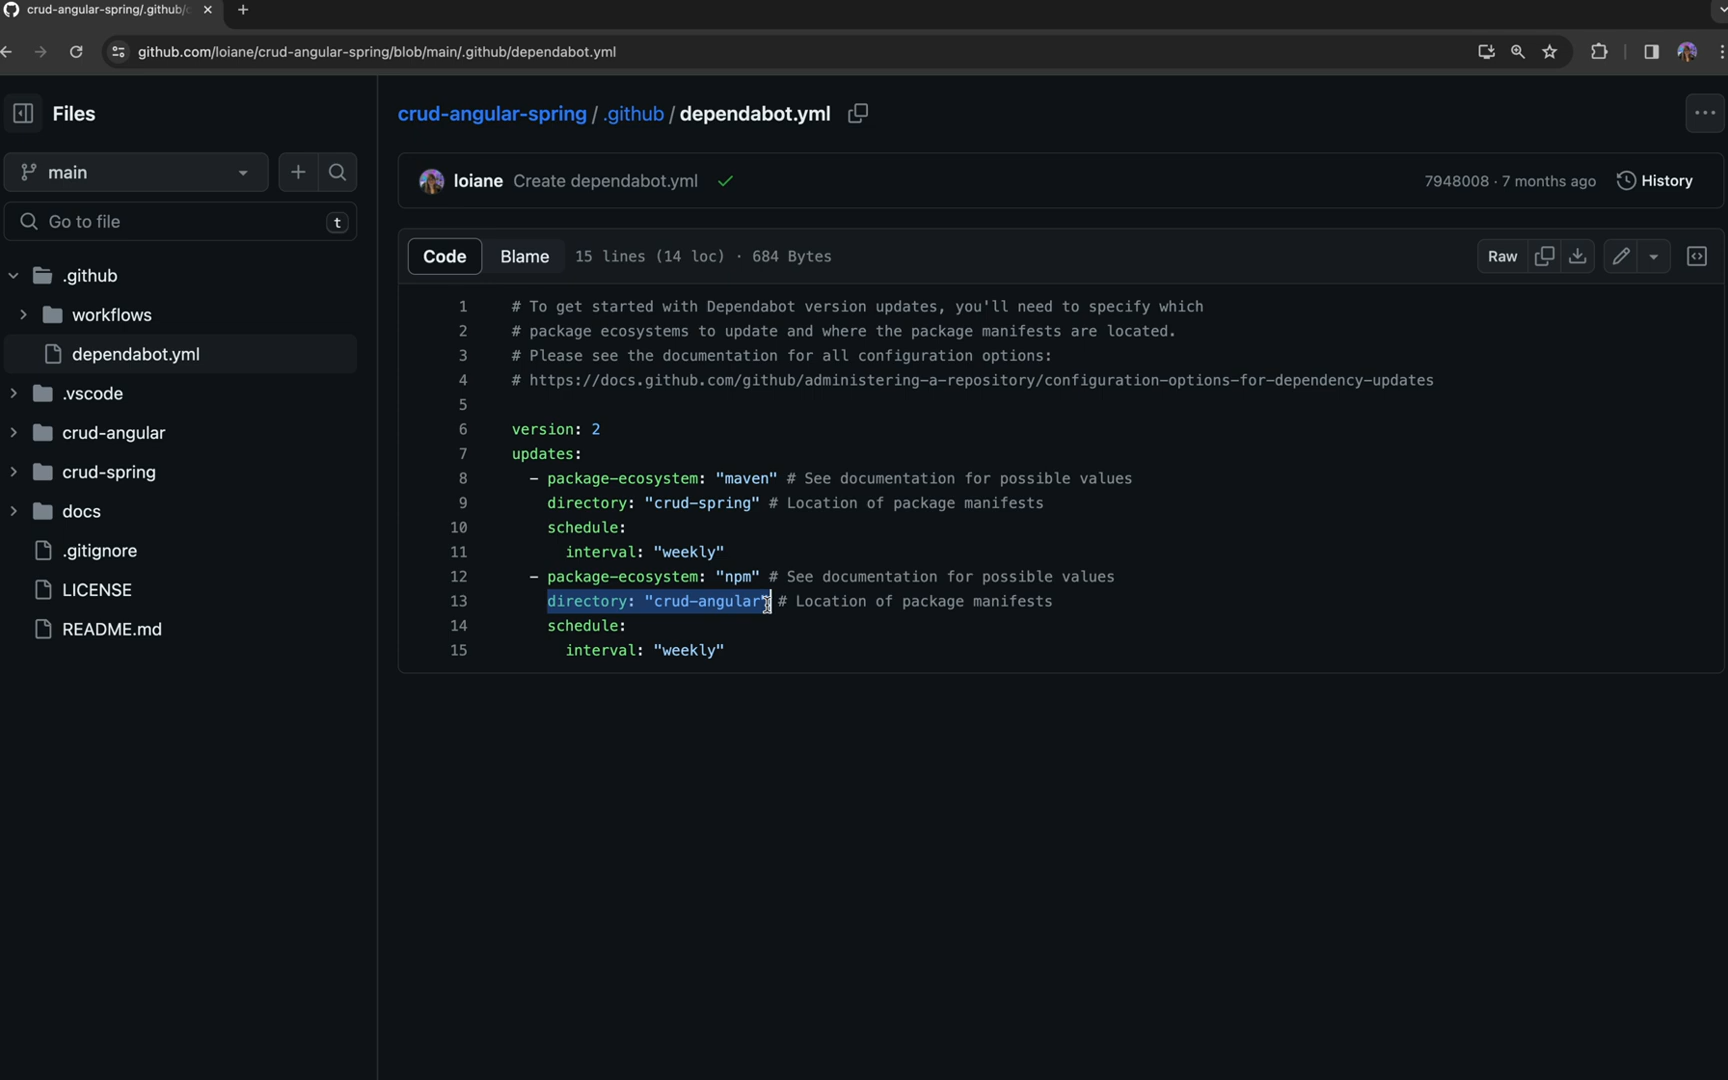 crud-angular-spring/.github/
github.com/loiane/crud-angular-spring/blob/main/.github/dependabot.yml
Files
main
Go to file
t
.github
workflows
dependabot.yml
.vscode
crud-angular
crud-spring
docs
.gitignore
LICENSE
README.md
crud-angular-spring / .github / dependabot.yml
loiane Create dependabot.yml
7948008 · 7 months ago
History
Code
Blame
15 lines (14 loc) · 684 Bytes
Raw
1 # To get started with Dependabot version updates, you'll need to specify which
2 # package ecosystems to update and where the package manifests are located.
3 # Please see the documentation for all configuration options:
4 # https://docs.github.com/github/administering-a-repository/configuration-options-for-dependency-updates
5
6 version: 2
7 updates:
8 - package-ecosystem: "maven" # See documentation for possible values
9 directory: "crud-spring" # Location of package manifests
10 schedule:
11 interval: "weekly"
12 - package-ecosystem: "npm" # See documentation for possible values
13 directory: "crud-angular" # Location of package manifests
14 schedule:
15 interval: "weekly"